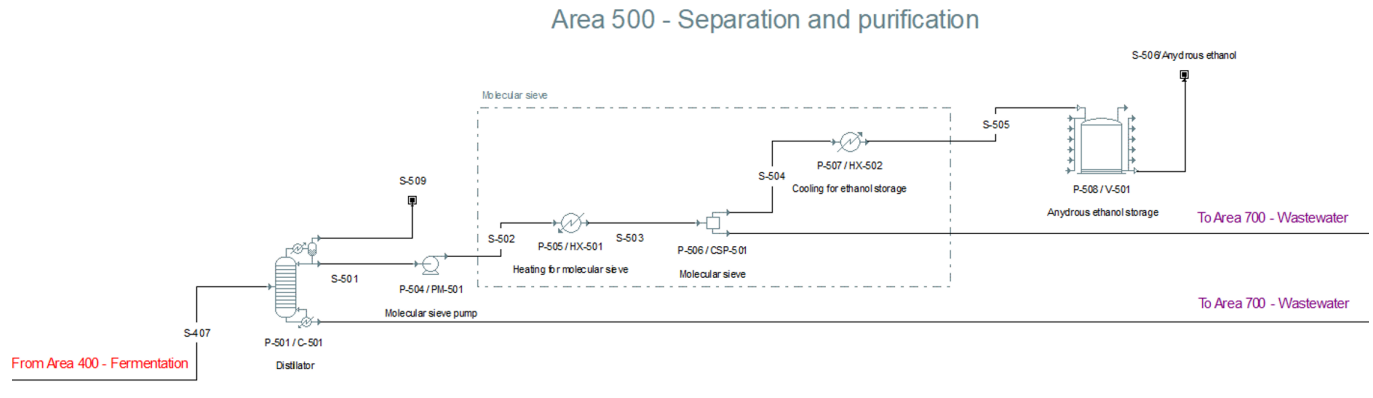 Area 500 - Separation and purification
S-506/Anydrous ethanol
Molecular sieve
S-505
P-507 / HX-502
S-504
Cooling for ethanol storage
P-508 / V-501
Anydrous ethanol storage
S-509
To Area 700 - Wastewater
S-502
P-505 / HX-501
S-503
P-506 / CSP-501
Heating for molecular sieve
Molecular sieve
S-501
P-504 / PM-501
Molecular sieve pump
To Area 700 - Wastewater
S-407
P-501 / C-501
From Area 400 - Fermentation
Distillator